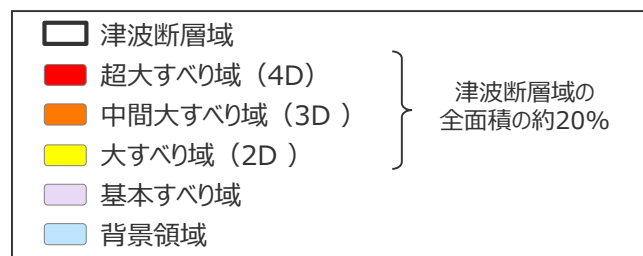 津波断層域
超大すべり域（4D）
中間大すべり域（3D ）
大すべり域（2D ）
基本すべり域
背景領域
津波断層域の
全面積の約20%